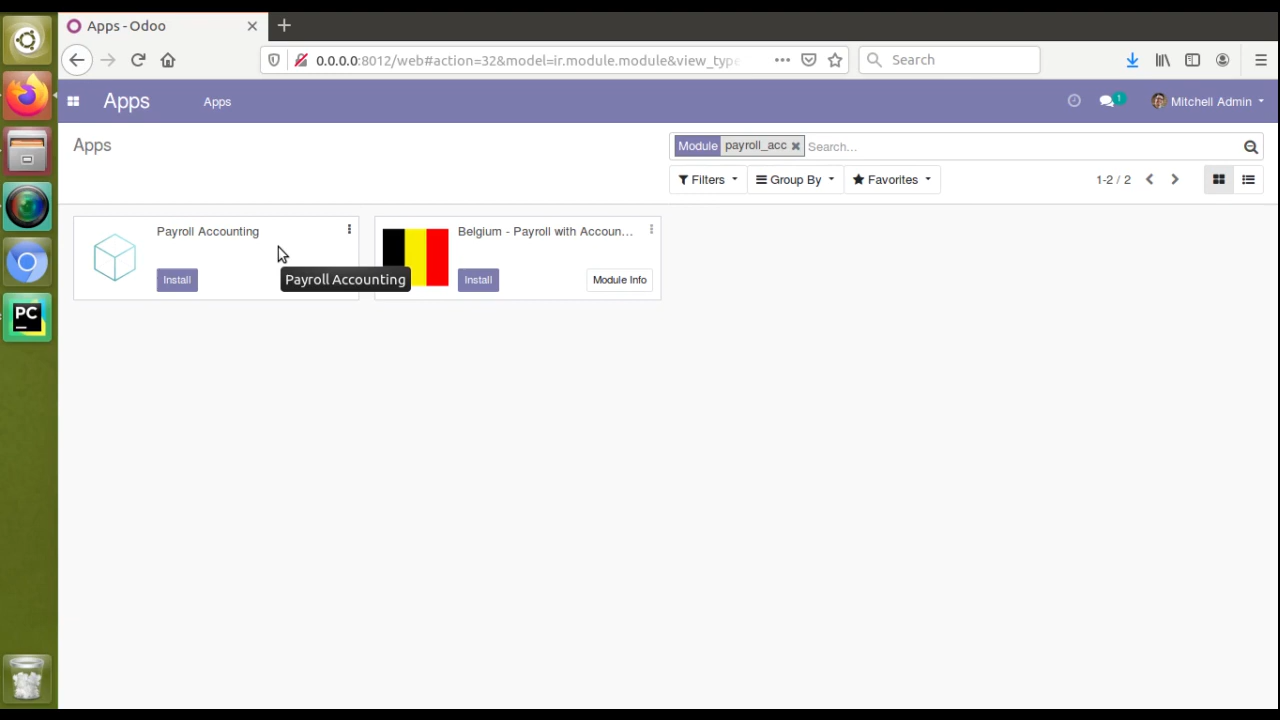 Apps - Odoo
0.0.0.0:8012/web#action=32&model=ir.module.module&view_type
Search
Apps
Apps
1
Mitchell Admin
Apps
Module payroll_acc
Search...
Filters
Group By
Favorites
1-2 / 2
Payroll Accounting
Install
Payroll Accounting
Belgium - Payroll with Accoun...
Install
Module Info
PC